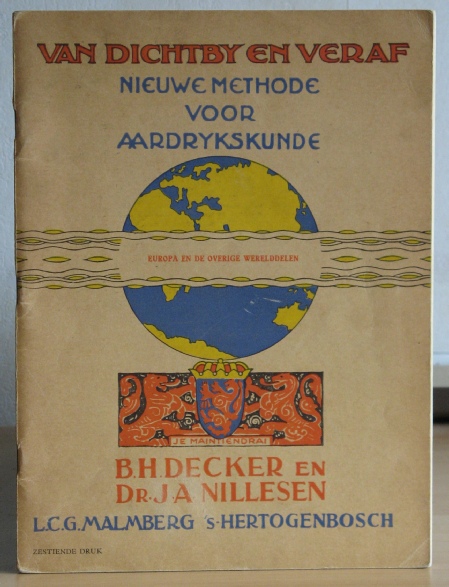 VAN DICHTBY EN VERAF
NIEUWE METHODE
VOOR
AARDRYKSKUNDE
EUROPA EN DE OVERIGE WERELDDELEN
JE MAINTIENDRAI
B.H. DECKER EN
DR. J.A NILLESEN
L.C.G. MALMBERG 's-HERTOGENBOSCH
ZESTIENDE DRUK